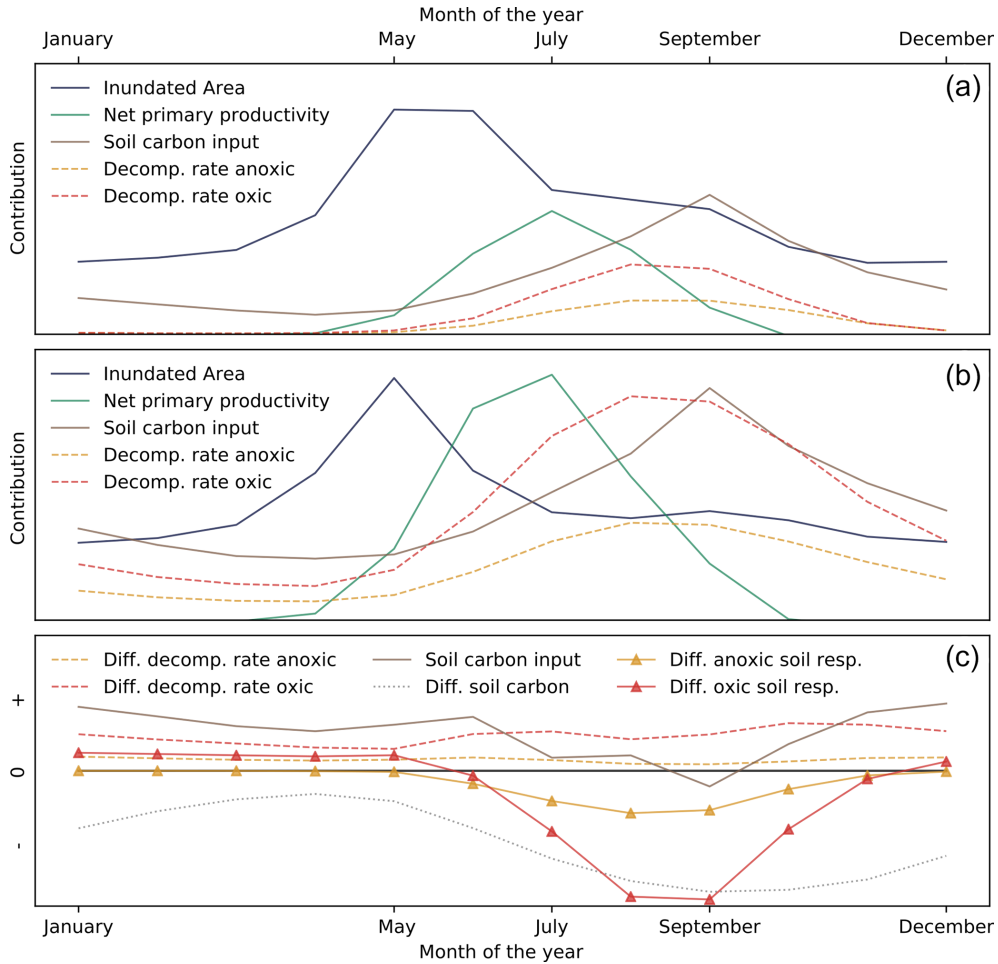 Month of the year
January May July September December
(a)
Inundated Area
Net primary productivity
Soil carbon input
Decomp. rate anoxic
Decomp. rate oxic
Contribution
(b)
Inundated Area
Net primary productivity
Soil carbon input
Decomp. rate anoxic
Decomp. rate oxic
Contribution
(c)
Diff. decomp. rate anoxic Soil carbon input Diff. anoxic soil resp.
Diff. decomp. rate oxic Diff. soil carbon Diff. oxic soil resp.
+
0
-
January May July September December
Month of the year